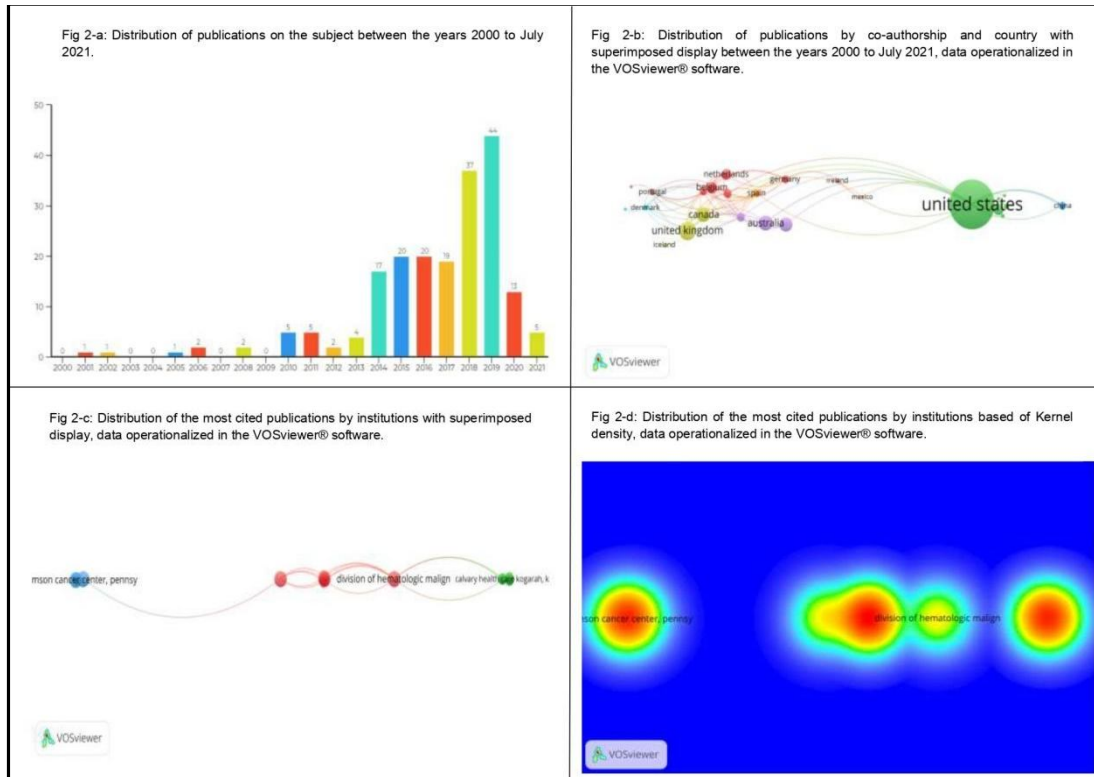 Fig 2-a: Distribution of publications on the subject between the years 2000 to July
2021.
50
40
30
20
10
0
0 1 1 0 0 1 2 0 2 0 5 5 2 4 17 20 20 19 37 44 13 5
2000 2001 2002 2003 2004 2005 2006 2007 2008 2009 2010 2011 2012 2013 2014 2015 2016 2017 2018 2019 2020 2021
Fig 2-b: Distribution of publications by co-authorship and country with
superimposed display between the years 2000 to July 2021, data operationalized in
the VOSviewer® software.
netherlands
germany
ireland
portugal
belgium
spain
mexico
denmark
canada
australia
united kingdom
iceland
united states
china
VOSviewer
Fig 2-c: Distribution of the most cited publications by institutions with superimposed
display, data operationalized in the VOSviewer® software.
mson cancer center, pennsy
division of hematologic malign
calvary health care kogarah, k
VOSviewer
Fig 2-d: Distribution of the most cited publications by institutions based of Kernel
density, data operationalized in the VOSviewer® software.
son cancer center, pennsy
division of hematologic malign
VOSviewer